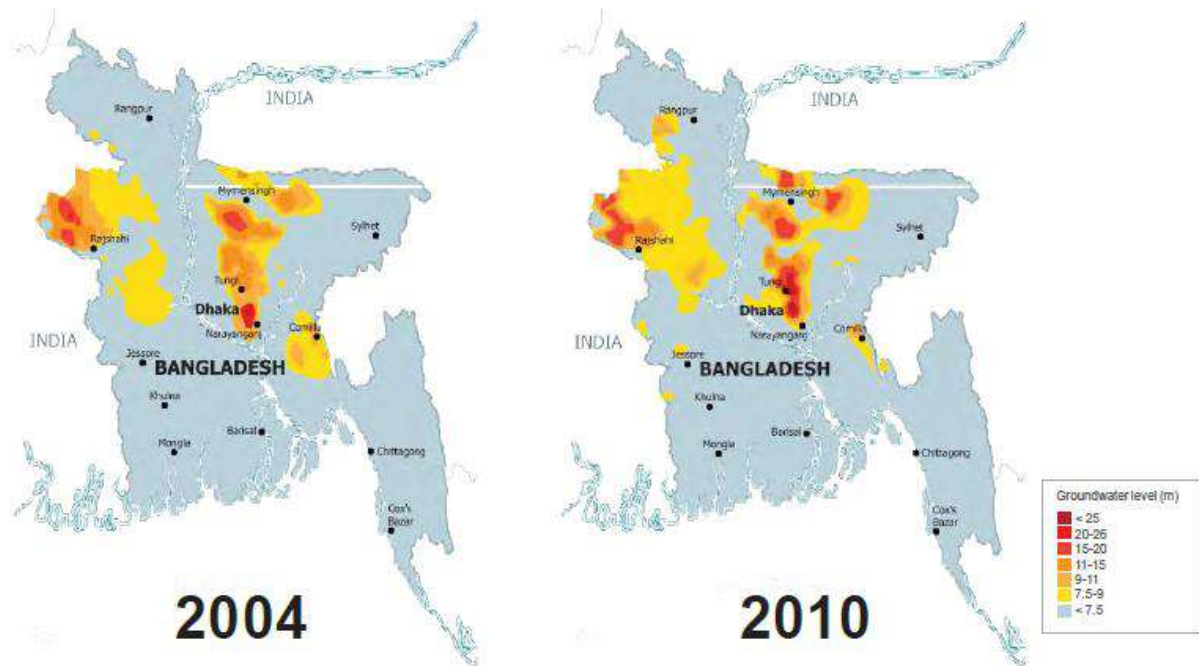 INDIA
Rangpur
Mymensingh
Sylhet
Rajshahi
Tungi
Dhaka
Narayanganj
Comilla
INDIA
Jessore
BANGLADESH
Khulna
Barisal
Mongla
Chittagong
Cox's
Bazar
2004
INDIA
Rangpur
Mymensingh
Sylhet
Rajshahi
Tungi
Dhaka
Narayanganj
Comilla
INDIA
Jessore
BANGLADESH
Khulna
Barisal
Mongla
Chittagong
Cox's
Bazar
2010
Groundwater level (m)
< 25
20-26
15-20
11-15
9-11
7.5-9
< 7.5